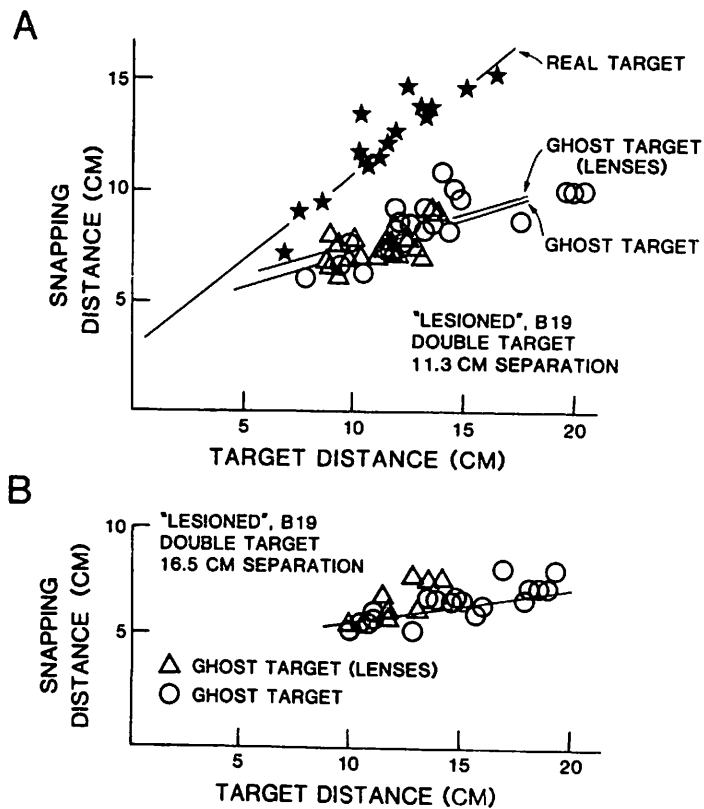 A
REAL TARGET
15
GHOST TARGET
(LENSES)
10
GHOST TARGET
SNAPPING
DISTANCE (CM)
5
"LESIONED", B19
DOUBLE TARGET
11.3 CM SEPARATION
5 10 15 20
TARGET DISTANCE (CM)
B
10
"LESIONED", B19
DOUBLE TARGET
16.5 CM SEPARATION
SNAPPING
DISTANCE (CM)
5
GHOST TARGET (LENSES)
GHOST TARGET
5 10 15 20
TARGET DISTANCE (CM)